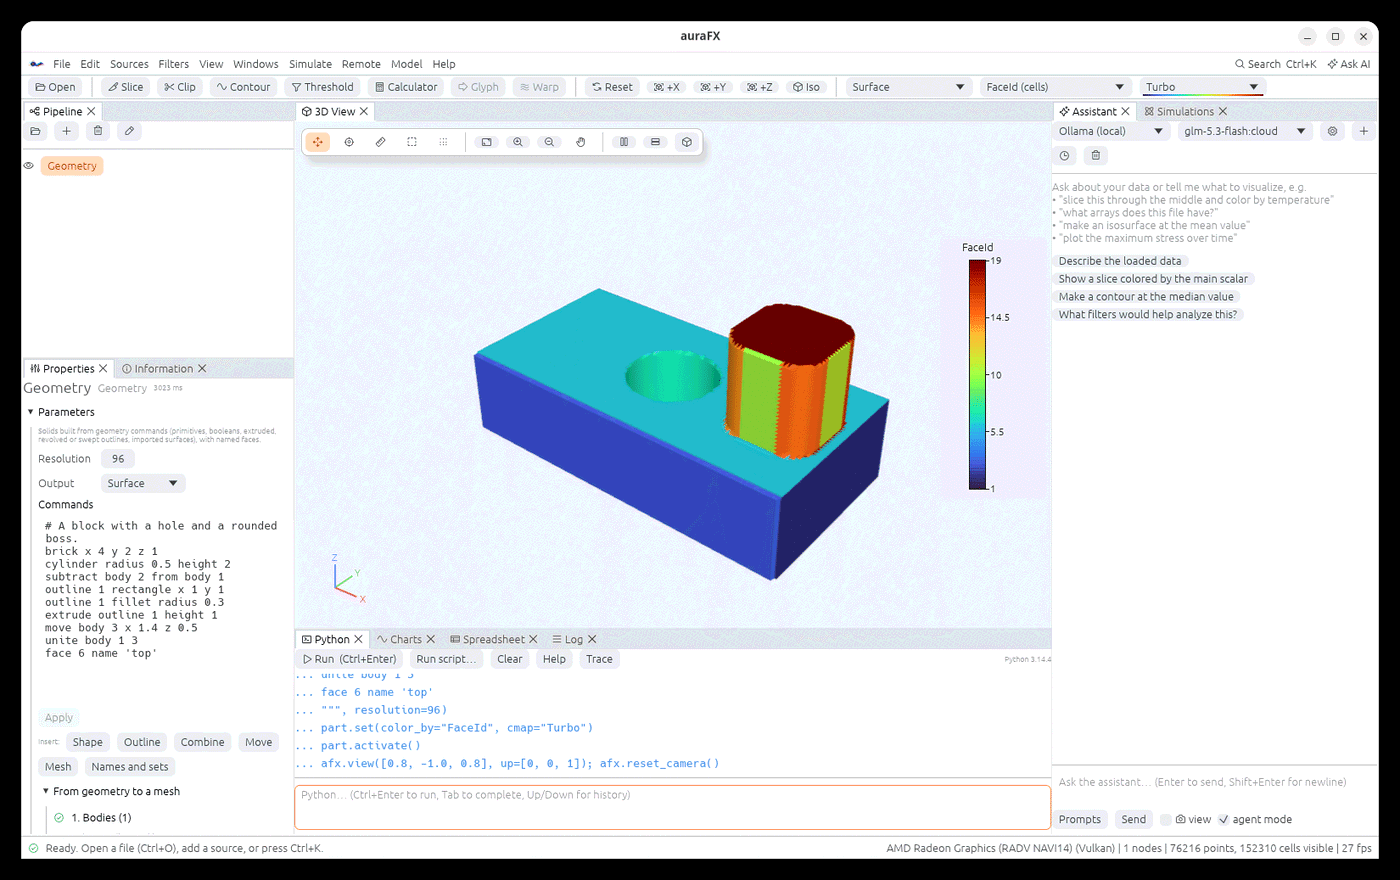 auraFX
File Edit Sources Filters View Windows Simulate Remote Model Help
Search Ctrl+K Ask AI
Open Slice Clip Contour Threshold Calculator Glyph Warp Reset +X +Y +Z Iso Surface FaceId (cells) Turbo
Pipeline
3D View
Assistant Simulations
Ollama (local) glm-5.3-flash:cloud
Geometry
Ask about your data or tell me what to visualize, e.g.
• "slice this through the middle and color by temperature"
• "what arrays does this file have?"
• "make an isosurface at the mean value"
• "plot the maximum stress over time"
Describe the loaded data
Show a slice colored by the main scalar
Make a contour at the median value
What filters would help analyze this?
FaceId
19
14.5
10
5.5
1
Z
Y
X
Properties Information
Geometry Geometry 3023 ms
Parameters
Solids built from geometry commands (primitives, booleans, extruded,
revolved or swept outlines, imported surfaces), with named faces.
Resolution 96
Output Surface
Commands
# A block with a hole and a rounded
boss.
brick x 4 y 2 z 1
cylinder radius 0.5 height 2
subtract body 2 from body 1
outline 1 rectangle x 1 y 1
outline 1 fillet radius 0.3
extrude outline 1 height 1
move body 3 x 1.4 z 0.5
unite body 1 3
face 6 name 'top'
Apply
Insert: Shape Outline Combine Move
Mesh Names and sets
From geometry to a mesh
1. Bodies (1)
Python Charts Spreadsheet Log
Run (Ctrl+Enter) Run script... Clear Help Trace
Python 3.14.4
... unite body 1 3
... face 6 name 'top'
... """, resolution=96)
... part.set(color_by="FaceId", cmap="Turbo")
... part.activate()
... afx.view([0.8, -1.0, 0.8], up=[0, 0, 1]); afx.reset_camera()
Python... (Ctrl+Enter to run, Tab to complete, Up/Down for history)
Ask the assistant... (Enter to send, Shift+Enter for newline)
Prompts Send view agent mode
Ready. Open a file (Ctrl+O), add a source, or press Ctrl+K.
AMD Radeon Graphics (RADV NAVI14) (Vulkan) | 1 nodes | 76216 points, 152310 cells visible | 27 fps